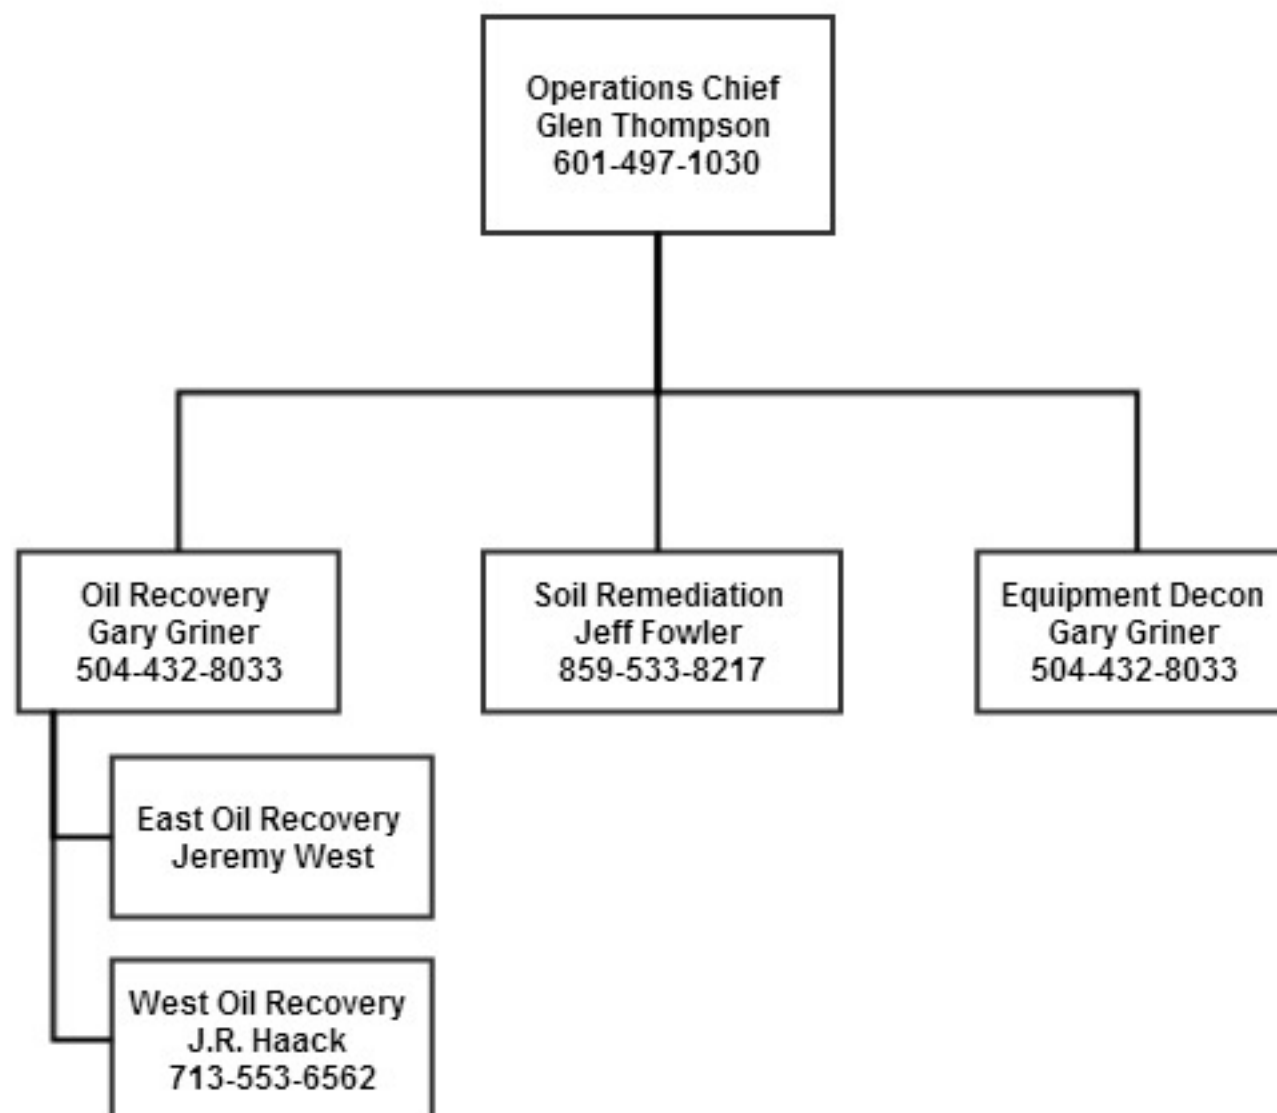 Operations Chief
Glen Thompson
601-497-1030
Oil Recovery
Gary Griner
504-432-8033
Soil Remediation
Jeff Fowler
859-533-8217
Equipment Decon
Gary Griner
504-432-8033
East Oil Recovery
Jeremy West
West Oil Recovery
J.R. Haack
713-553-6562